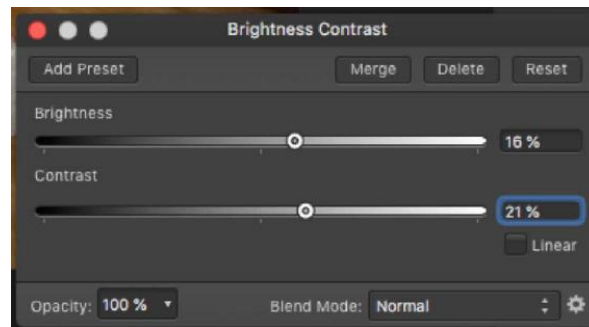 Brightness Contrast
Add Preset Merge Delete Reset
Brightness
16 %
Contrast
21 %
Linear
Opacity: 100 % Blend Mode: Normal